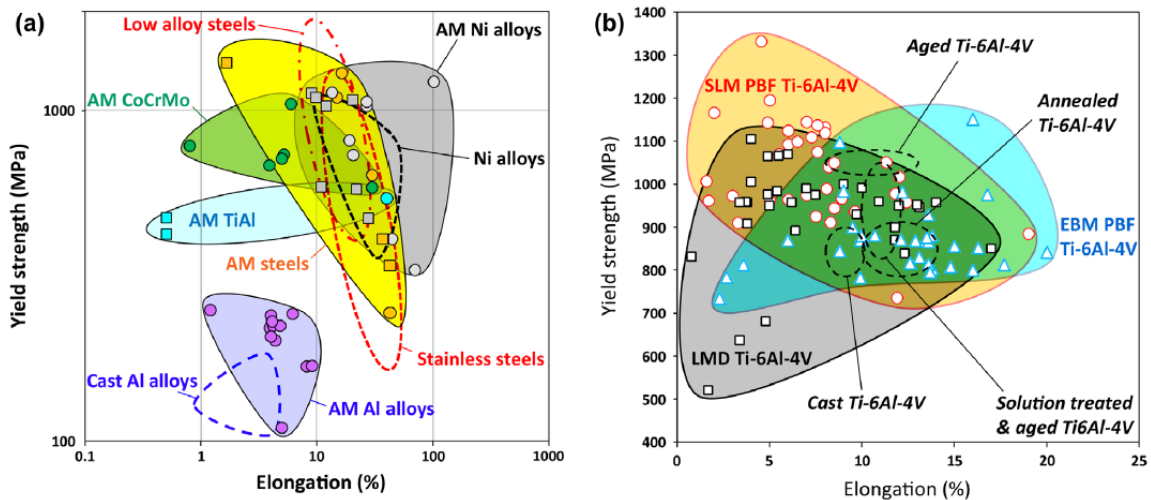 (a)
Low alloy steels
AM Ni alloys
AM CoCrMo
Ni alloys
AM TiAl
AM steels
Stainless steels
Cast Al alloys
AM Al alloys
Yield strength (MPa)
1000
100
0.1
1
10
100
1000
Elongation (%)
(b)
Aged Ti-6Al-4V
SLM PBF Ti-6Al-4V
Annealed
Ti-6Al-4V
EBM PBF
Ti-6Al-4V
LMD Ti-6Al-4V
Cast Ti-6Al-4V
Solution treated
& aged Ti6Al-4V
Yield strength (MPa)
1400
1300
1200
1100
1000
900
800
700
600
500
400
0
5
10
15
20
25
Elongation (%)